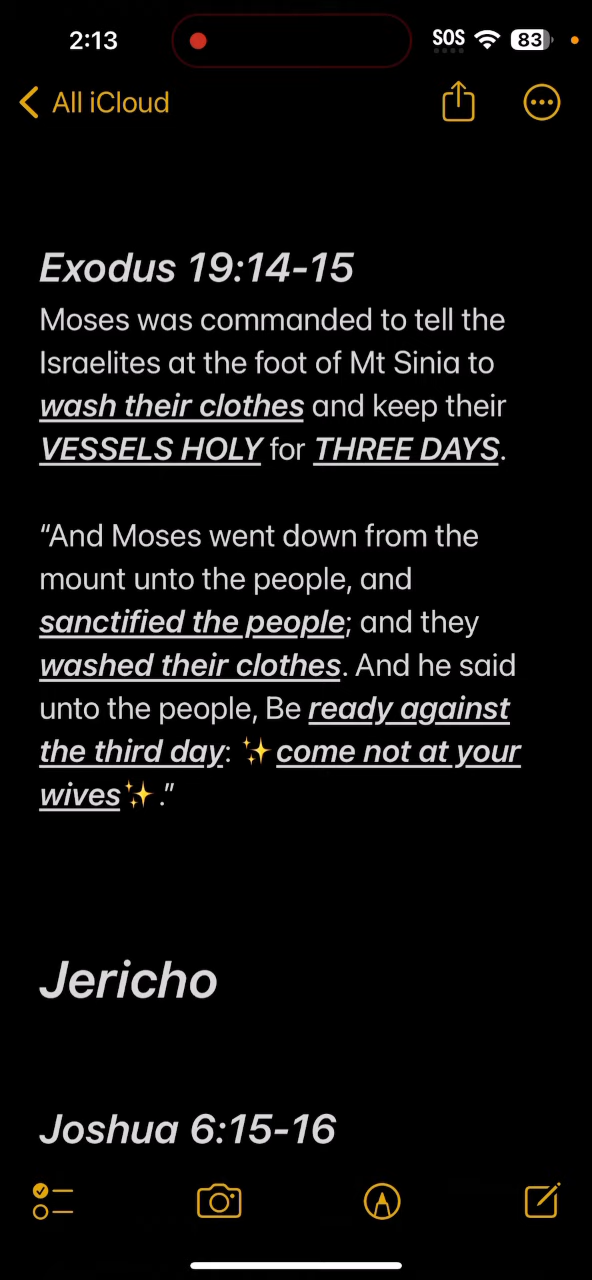 2:13
SOS
83
All iCloud
Exodus 19:14-15
Moses was commanded to tell the
Israelites at the foot of Mt Sinia to
wash their clothes and keep their
VESSELS HOLY for THREE DAYS.
“And Moses went down from the
mount unto the people, and
sanctified the people; and they
washed their clothes. And he said
unto the people, Be ready against
the third day: ✨come not at your
wives✨.”
Jericho
Joshua 6:15-16